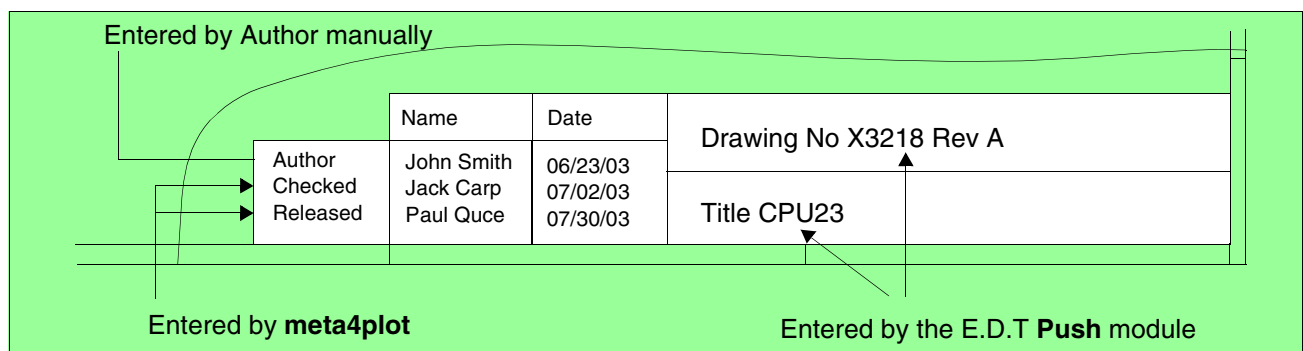 Entered by Author manually
Name Date
Drawing No X3218 Rev A
Author John Smith 06/23/03
Checked Jack Carp 07/02/03
Released Paul Quce 07/30/03
Title CPU23
Entered by meta4plot
Entered by the E.D.T Push module